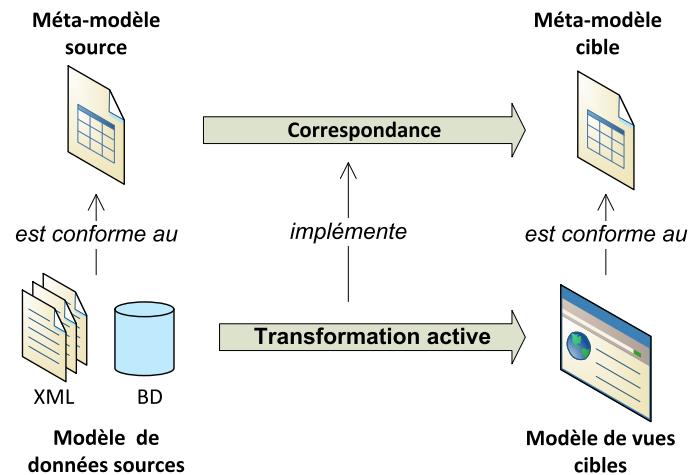 Méta-modèle
source
Méta-modèle
cible
Correspondance
est conforme au
implémente
est conforme au
Transformation active
XML
BD
Modèle de
données sources
Modèle de vues
cibles